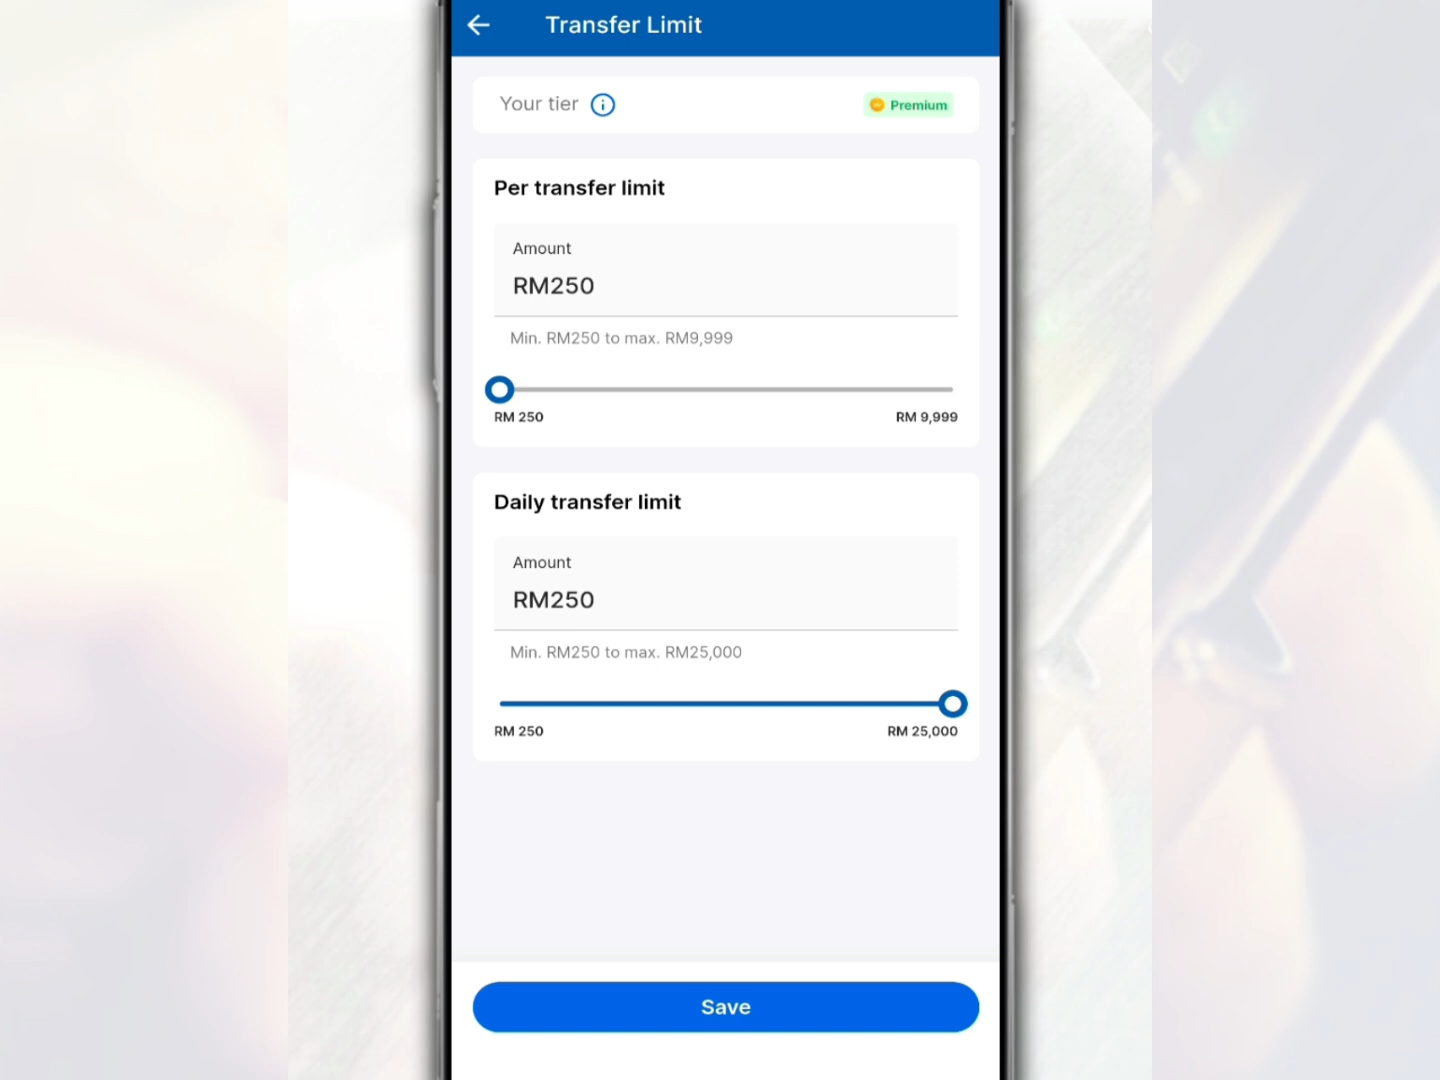 Transfer Limit
Your tier
Premium
Per transfer limit
Amount
RM250
Min. RM250 to max. RM9,999
RM 250 RM 9,999
Daily transfer limit
Amount
RM250
Min. RM250 to max. RM25,000
RM 250 RM 25,000
Save